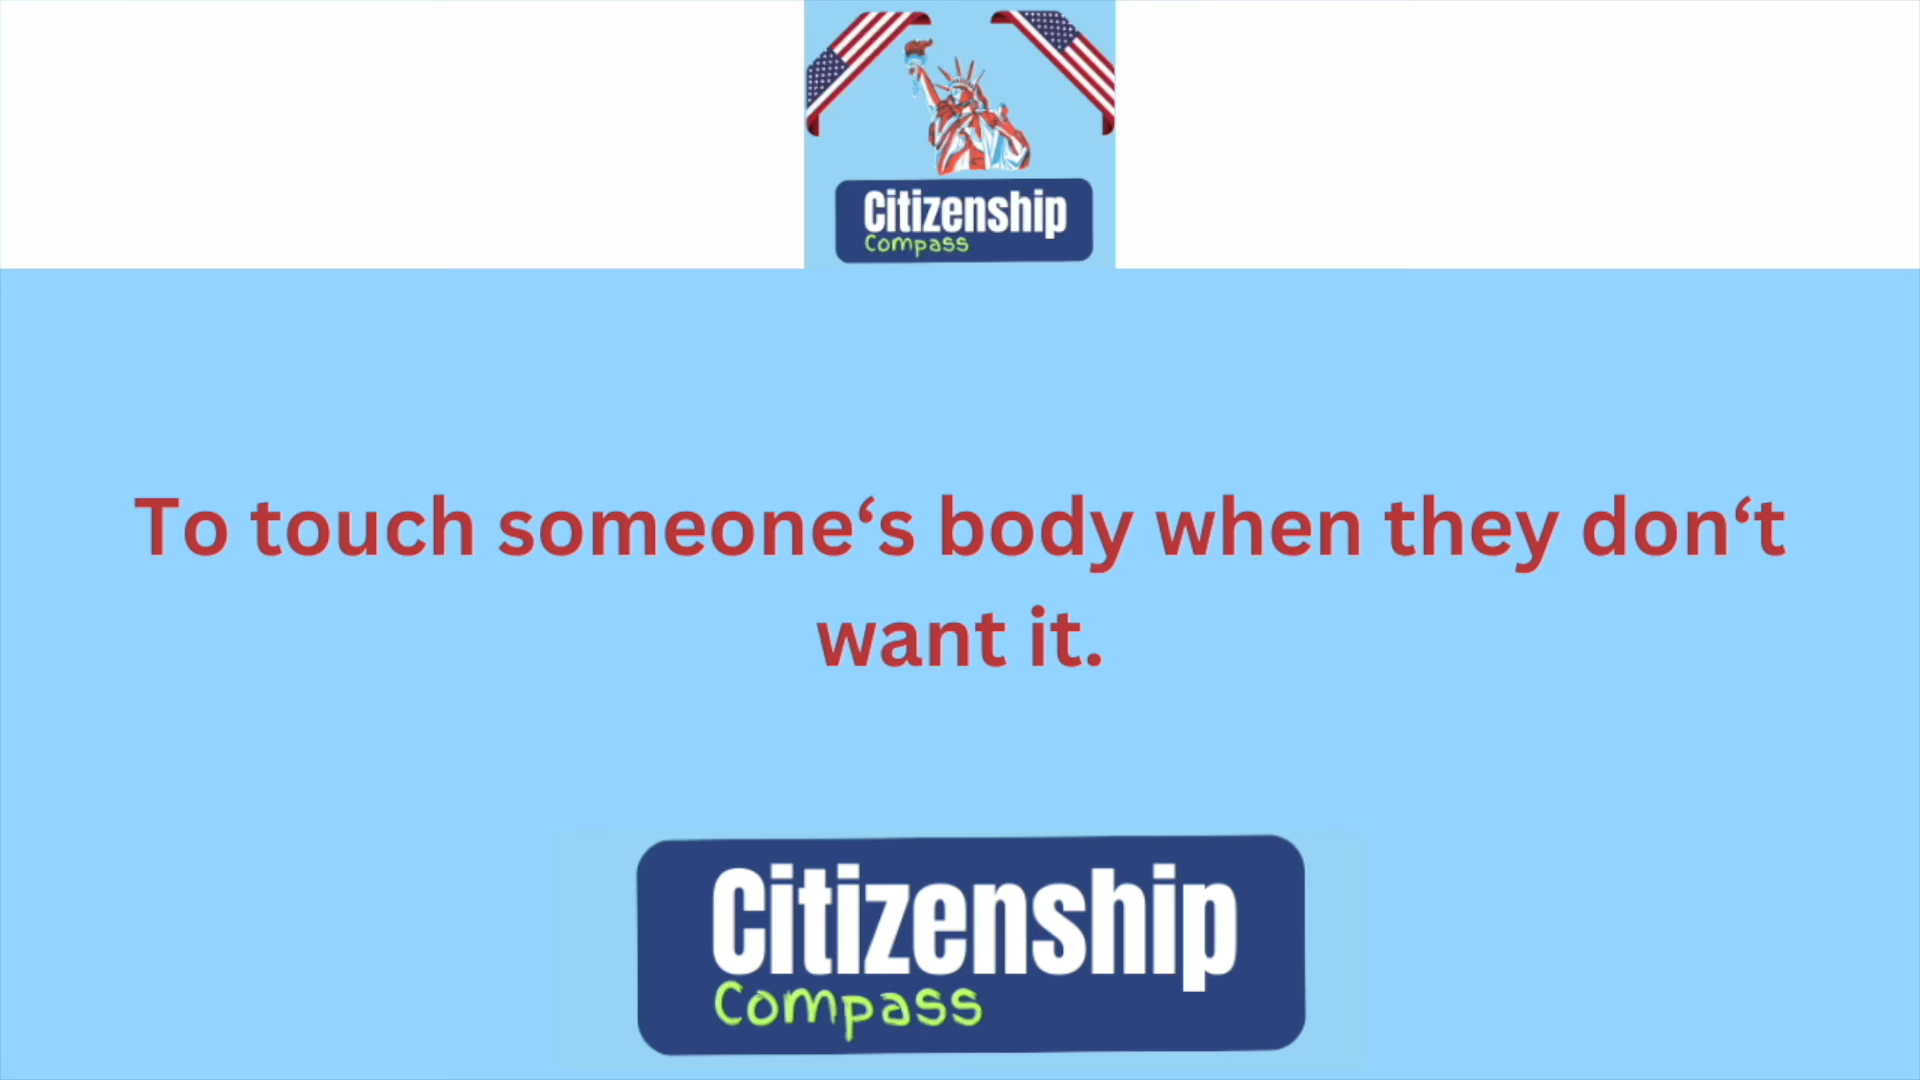 Citizenship
Compass
To touch someone‘s body when they don‘t
want it.
Citizenship
Compass